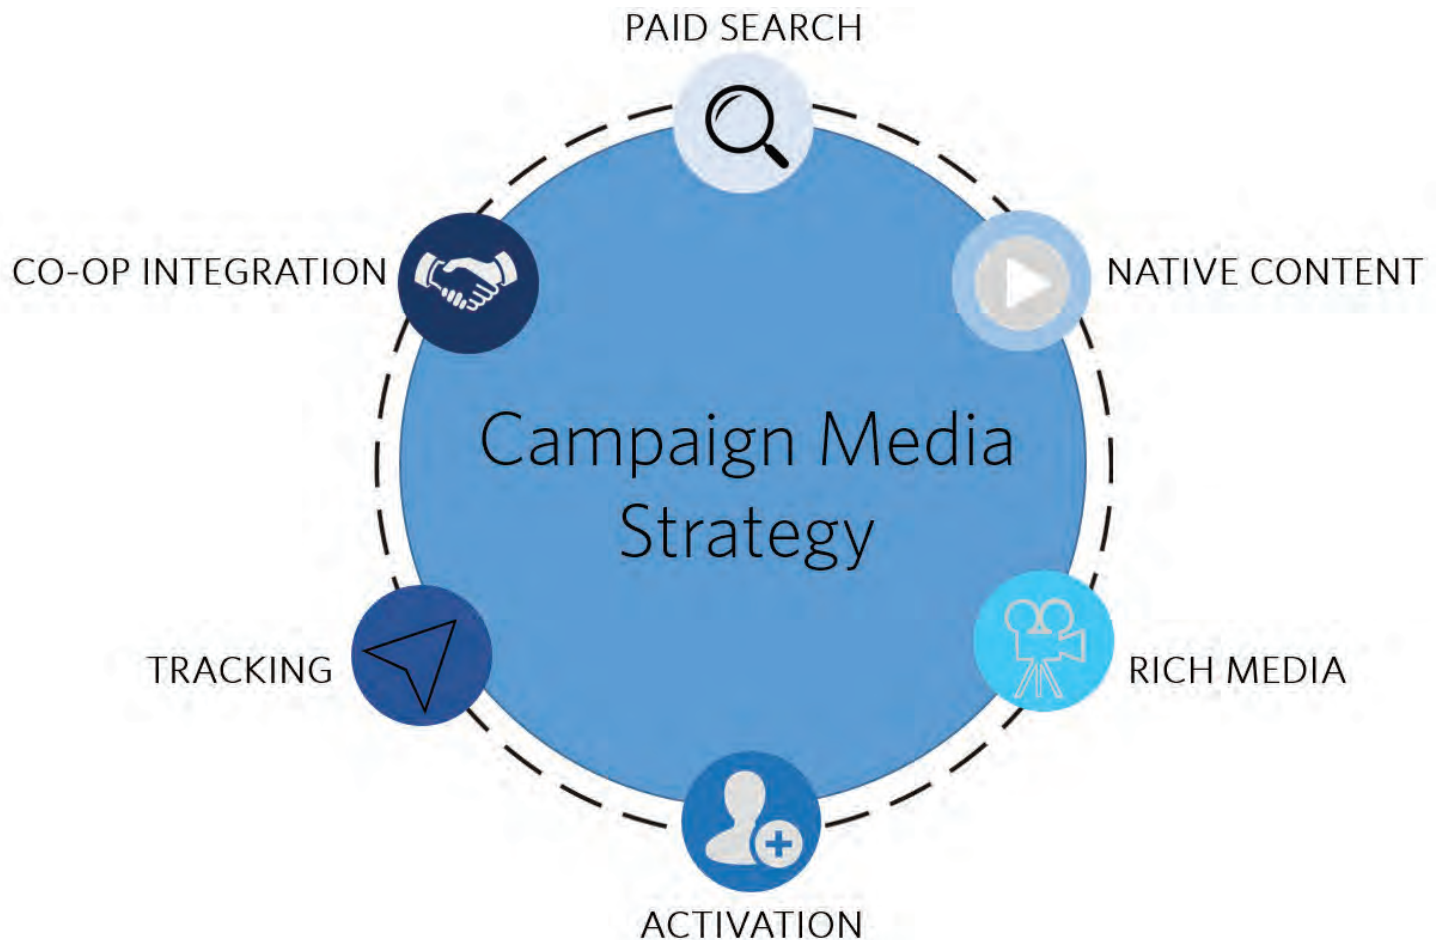 PAID SEARCH
CO-OP INTEGRATION
NATIVE CONTENT
Campaign Media
Strategy
TRACKING
RICH MEDIA
ACTIVATION